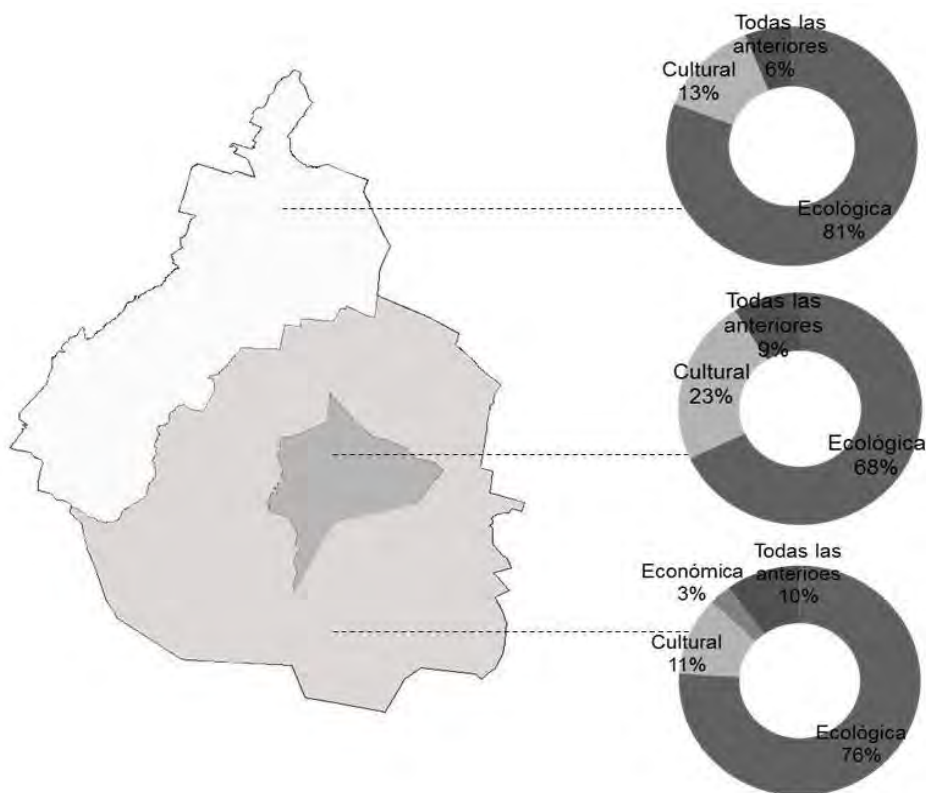 Todas las
anteriores
6%
Cultural
13%
Ecológica
81%
Todas las
anteriores
9%
Cultural
23%
Ecológica
68%
Todas las
anterioes
10%
Económica
3%
Cultural
11%
Ecológica
76%